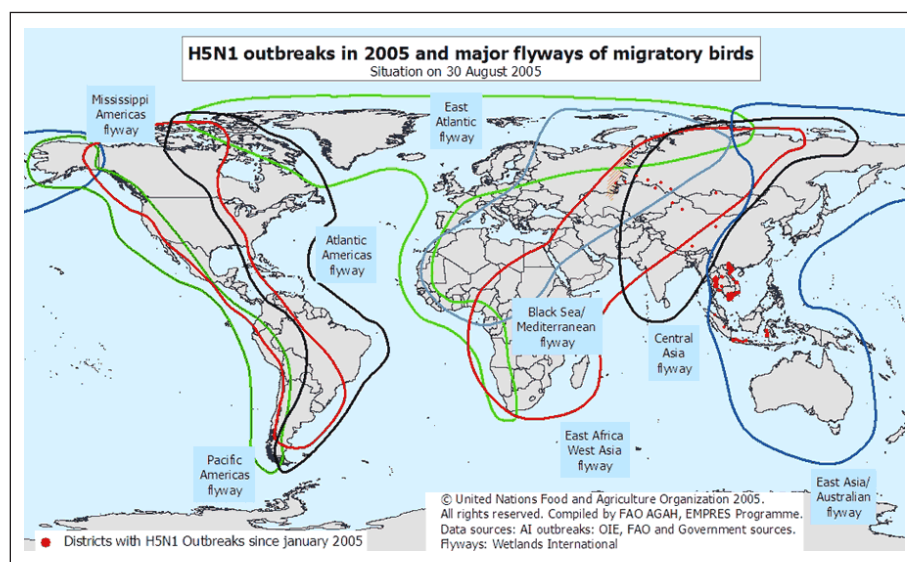 H5N1 outbreaks in 2005 and major flyways of migratory birds
Situation on 30 August 2005
Mississippi
Americas
flyway
East
Atlantic
flyway
Atlantic
Americas
flyway
Black Sea/
Mediterranean
flyway
Central
Asia
flyway
Pacific
Americas
flyway
East Africa
West Asia
flyway
East Asia/
Australian
flyway
© United Nations Food and Agriculture Organization 2005.
All rights reserved. Compiled by FAO AGAH, EMPRES Programme.
Data sources: AI outbreaks: OIE, FAO and Government sources.
Flyways: Wetlands International
Districts with H5N1 Outbreaks since january 2005